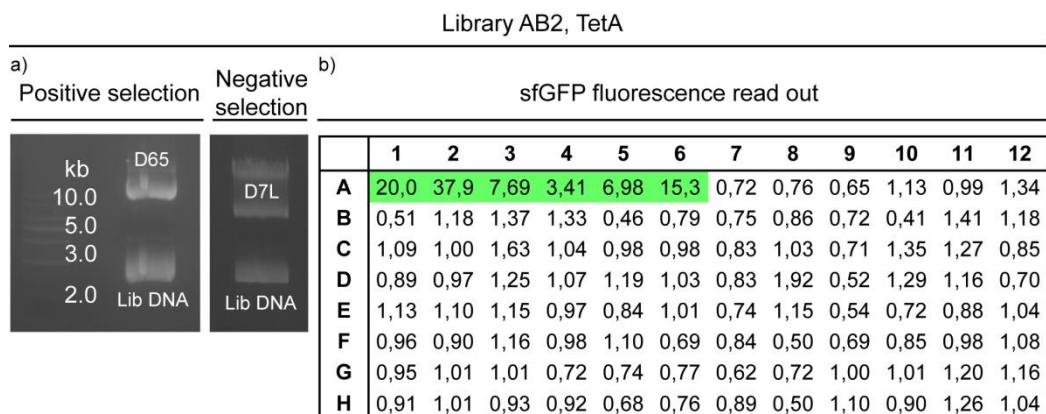 Library AB2, TetA
a)
Positive selection
Negative
selection
b)
sfGFP fluorescence read out
kb
10.0
5.0
3.0
2.0
D65
Lib DNA
D7L
Lib DNA
1 2 3 4 5 6 7 8 9 10 11 12
A 20,0 37,9 7,69 3,41 6,98 15,3 0,72 0,76 0,65 1,13 0,99 1,34
B 0,51 1,18 1,37 1,33 0,46 0,79 0,75 0,86 0,72 0,41 1,41 1,18
C 1,09 1,00 1,63 1,04 0,98 0,98 0,83 1,03 0,71 1,35 1,27 0,85
D 0,89 0,97 1,25 1,07 1,19 1,03 0,83 1,92 0,52 1,29 1,16 0,70
E 1,13 1,10 1,15 0,97 0,84 1,01 0,74 1,15 0,54 0,72 0,88 1,04
F 0,96 0,90 1,16 0,98 1,10 0,69 0,84 0,50 0,69 0,85 0,98 1,08
G 0,95 1,01 1,01 0,72 0,74 0,77 0,62 0,72 1,00 1,01 1,20 1,16
H 0,91 1,01 0,93 0,92 0,68 0,76 0,89 0,50 1,10 0,90 1,26 1,04